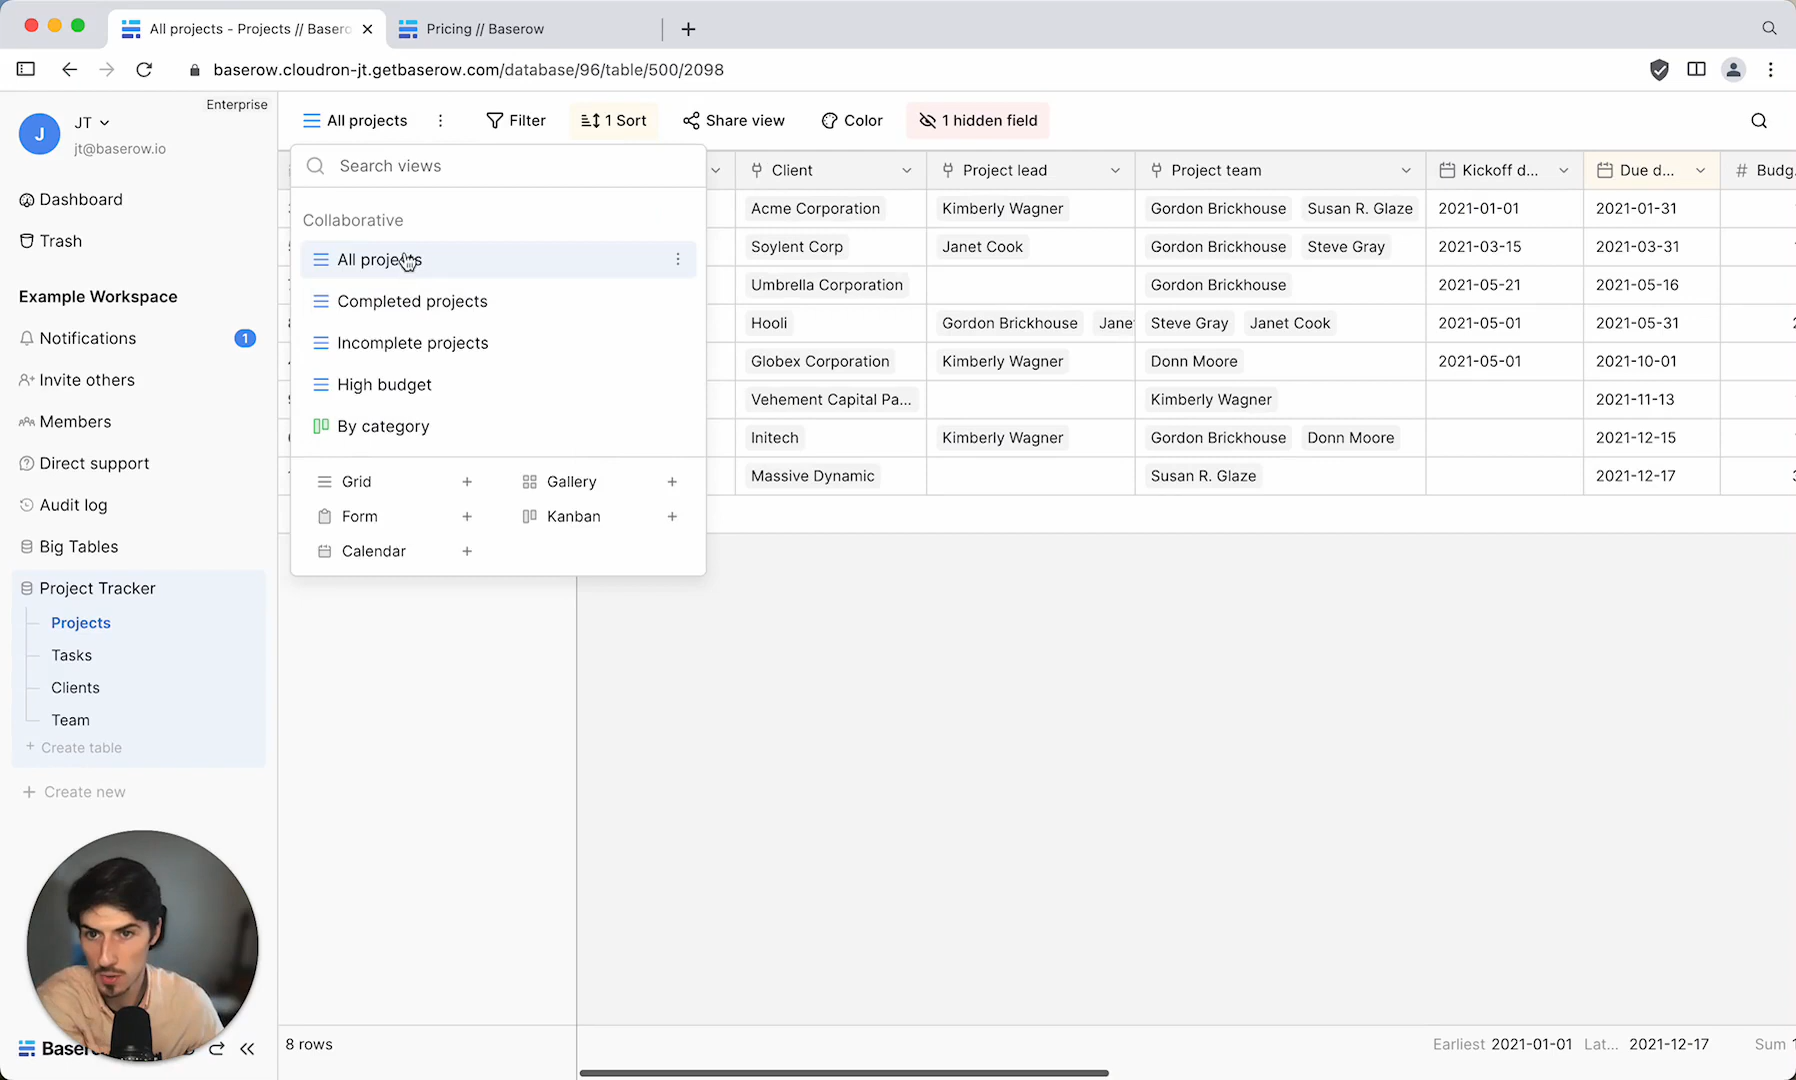 All projects - Projects // Basero
Pricing // Baserow
baserow.cloudron-jt.getbaserow.com/database/96/table/500/2098
Enterprise
J
JT
jt@baserow.io
Dashboard
Trash
Example Workspace
Notifications 1
Invite others
Members
Direct support
Audit log
Big Tables
Project Tracker
Projects
Tasks
Clients
Team
+ Create table
+ Create new
Baser
All projects
Filter
1 Sort
Share view
Color
1 hidden field
Search views
Collaborative
All projects
Completed projects
Incomplete projects
High budget
By category
Grid + Gallery +
Form + Kanban +
Calendar +
Client Project lead Project team Kickoff d... Due d... # Budg
Acme Corporation Kimberly Wagner Gordon Brickhouse Susan R. Glaze 2021-01-01 2021-01-31
Soylent Corp Janet Cook Gordon Brickhouse Steve Gray 2021-03-15 2021-03-31
Umbrella Corporation Gordon Brickhouse 2021-05-21 2021-05-16
Hooli Gordon Brickhouse Jane Steve Gray Janet Cook 2021-05-01 2021-05-31
Globex Corporation Kimberly Wagner Donn Moore 2021-05-01 2021-10-01
Vehement Capital Pa... Kimberly Wagner 2021-11-13
Initech Kimberly Wagner Gordon Brickhouse Donn Moore 2021-12-15
Massive Dynamic Susan R. Glaze 2021-12-17
8 rows
Earliest 2021-01-01 Lat... 2021-12-17 Sum